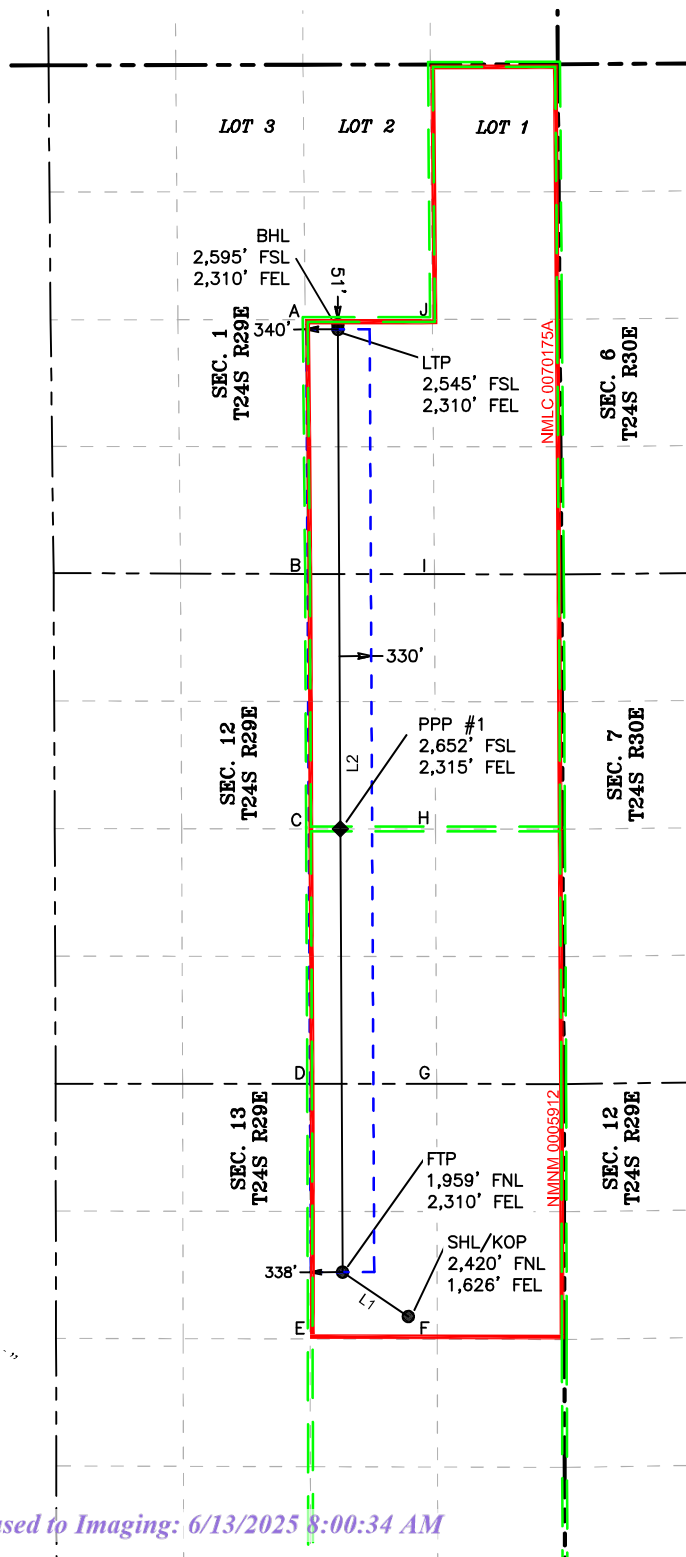 LOT 3
LOT 2
LOT 1
BHL
2,595' FSL
2,310' FEL
51'
A
J
340'
SEC. 1
T24S R29E
LTP
2,545' FSL
2,310' FEL
NMLC 0070175A
SEC. 6
T24S R30E
B
I
330'
SEC. 12
T24S R29E
L2
PPP #1
2,652' FSL
2,315' FEL
SEC. 7
T24S R30E
C
H
D
G
SEC. 13
T24S R29E
NMNM 0005912
SEC. 12
T24S R29E
FTP
1,959' FNL
2,310' FEL
338'
SHL/KOP
2,420' FNL
1,626' FEL
L1
E
F
to Imaging: 6/13/2025 8:00:34 AM